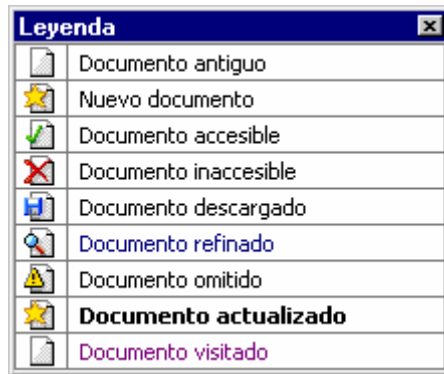 Leyenda
Documento antiguo
Nuevo documento
Documento accesible
Documento inaccesible
Documento descargado
Documento refinado
Documento omitido
Documento actualizado
Documento visitado